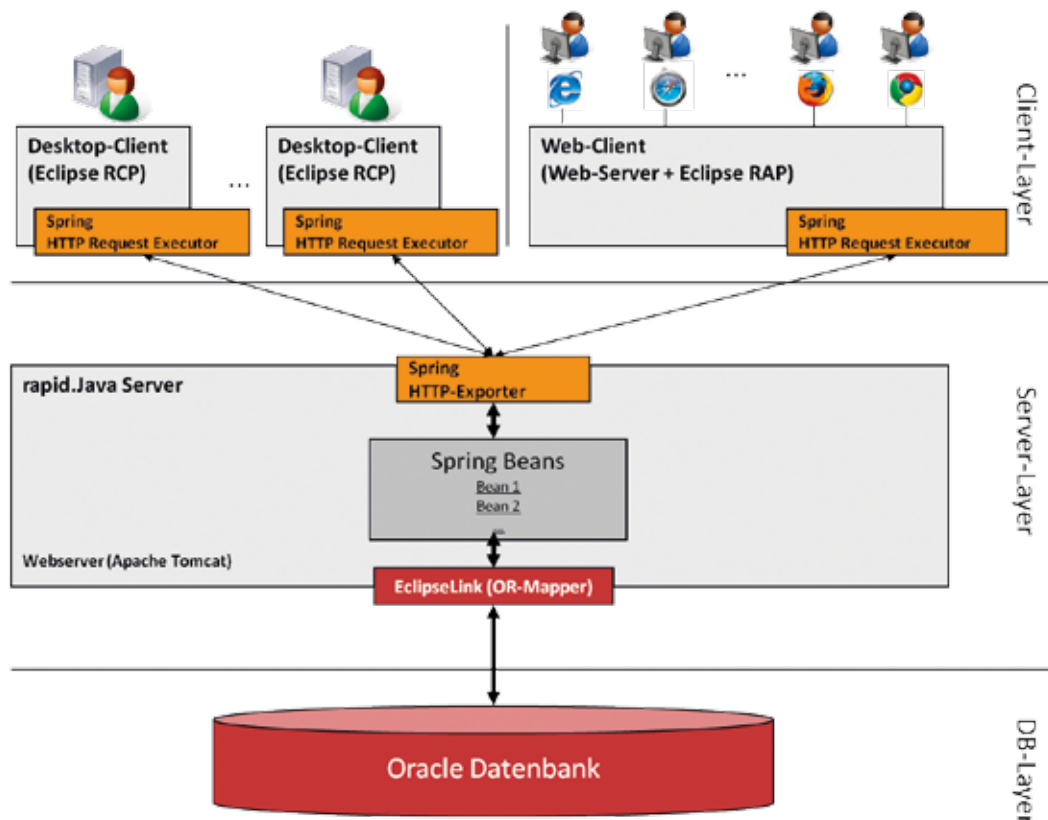 Desktop-Client
(Eclipse RCP)
Spring
HTTP Request Executor
...
Desktop-Client
(Eclipse RCP)
Spring
HTTP Request Executor
...
Web-Client
(Web-Server + Eclipse RAP)
Spring
HTTP Request Executor
Client-Layer
rapid.Java Server
Spring
HTTP-Exporter
Spring Beans
Bean 1
Bean 2
...
Webserver (Apache Tomcat)
EclipseLink (OR-Mapper)
Server-Layer
Oracle Datenbank
DB-Layer